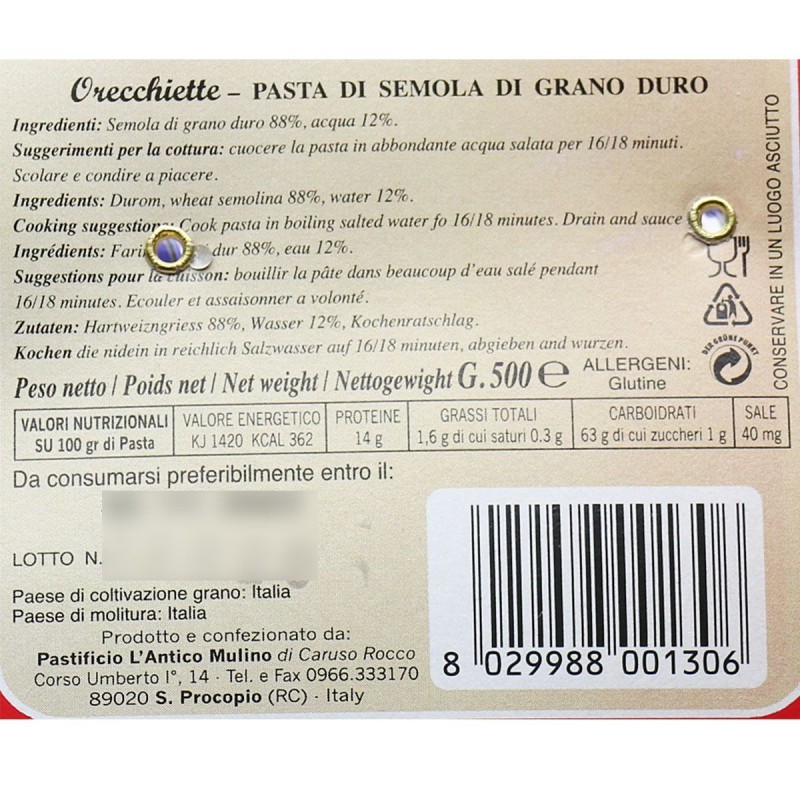 Orecchiette – PASTA DI SEMOLA DI GRANO DURO
Ingredienti: Semola di grano duro 88%, acqua 12%.
Suggerimenti per la cottura: cuocere la pasta in abbondante acqua salata per 16/18 minuti.
Scolare e condire a piacere.
Ingredients: Durom, wheat semolina 88%, water 12%.
Cooking suggestion: Cook pasta in boiling salted water fo 16/18 minutes. Drain and sauce
Ingrédients: dur 88%, eau 12%.
Suggestions pour la cuisson: bouillir la pâte dans beaucoup d'eau salé pendant
16/18 minutes. Ecouler et assaisonner a volonté.
Zutaten: Hartweizngriess 88%, Wasser 12%, Kochenratschlag.
Kochen die nidein in reichlich Salzwasser auf 16/18 minuten, abgieben and wurzen.
Peso netto / Poids net / Net weight / Nettogewight G. 500 e
ALLERGENI:
Glutine
DER GRÜNE PUNKT
CONSERVARE IN UN LUOGO ASCIUTTO
VALORI NUTRIZIONALI VALORE ENERGETICO PROTEINE GRASSI TOTALI CARBOIDRATI SALE
SU 100 gr di Pasta KJ 1420 KCAL 362 14 g 1,6 g di cui saturi 0.3 g 63 g di cui zuccheri 1 g 40 mg
Da consumarsi preferibilmente entro il:
LOTTO N.
Paese di coltivazione grano: Italia
Paese di molitura: Italia
Prodotto e confezionato da:
Pastificio L'Antico Mulino di Caruso Rocco
Corso Umberto I°, 14 - Tel. e Fax 0966.333170
89020 S. Procopio (RC) - Italy
8 029988 001306